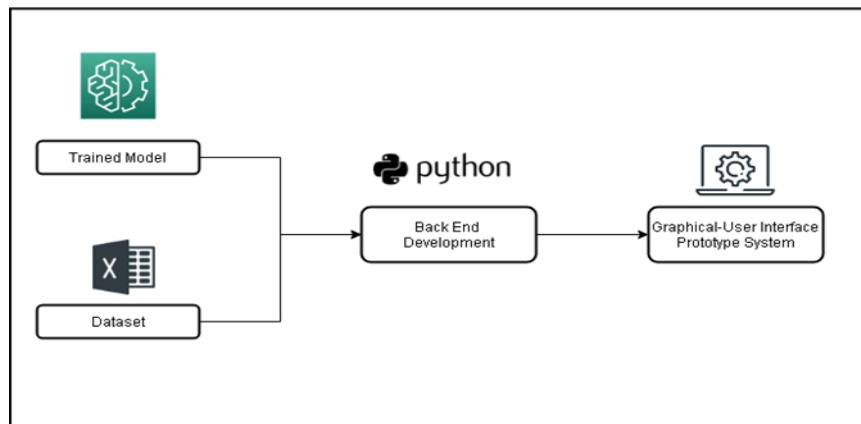 Trained Model
python
Back End
Development
Graphical-User Interface
Prototype System
X
Dataset